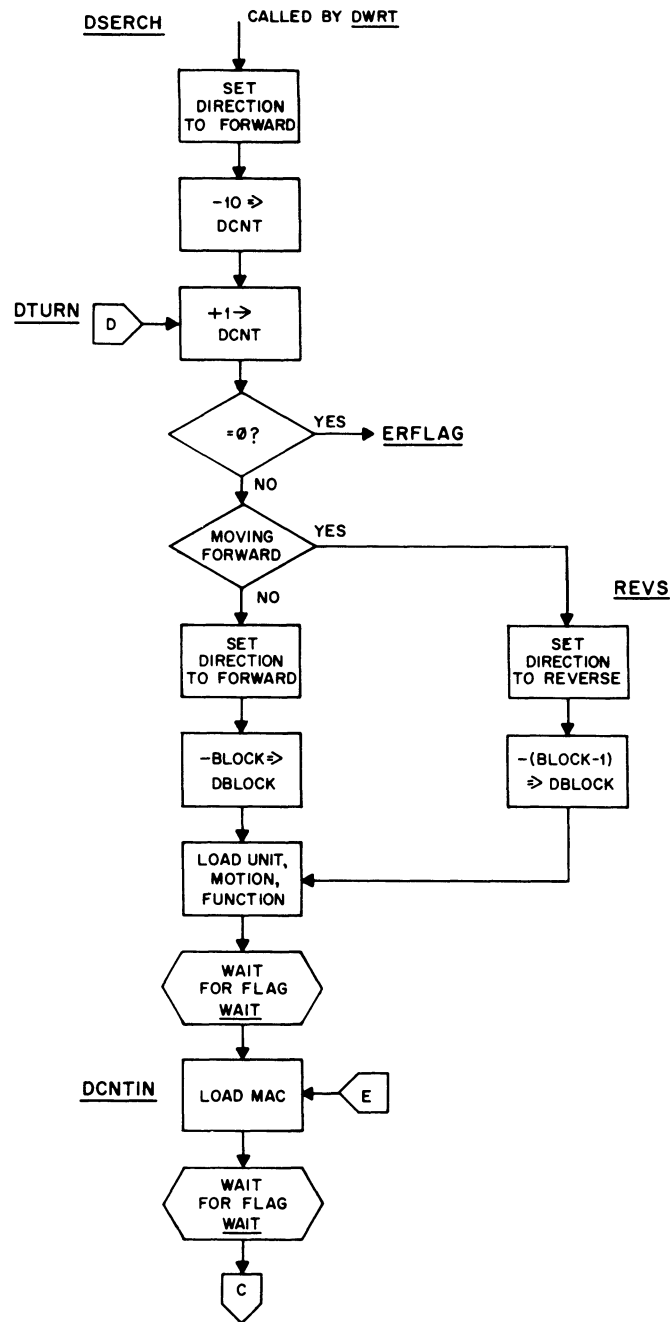 DSERCH
CALLED BY DWRT
SET
DIRECTION
TO FORWARD
-10 =>
DCNT
DTURN
D
+1 →
DCNT
=Ø?
YES
ERFLAG
NO
MOVING
FORWARD
YES
NO
REVS
SET
DIRECTION
TO FORWARD
SET
DIRECTION
TO REVERSE
-BLOCK=>
DBLOCK
-(BLOCK-1)
=> DBLOCK
LOAD UNIT,
MOTION,
FUNCTION
WAIT
FOR FLAG
WAIT
DCNTIN
LOAD MAC
E
WAIT
FOR FLAG
WAIT
C